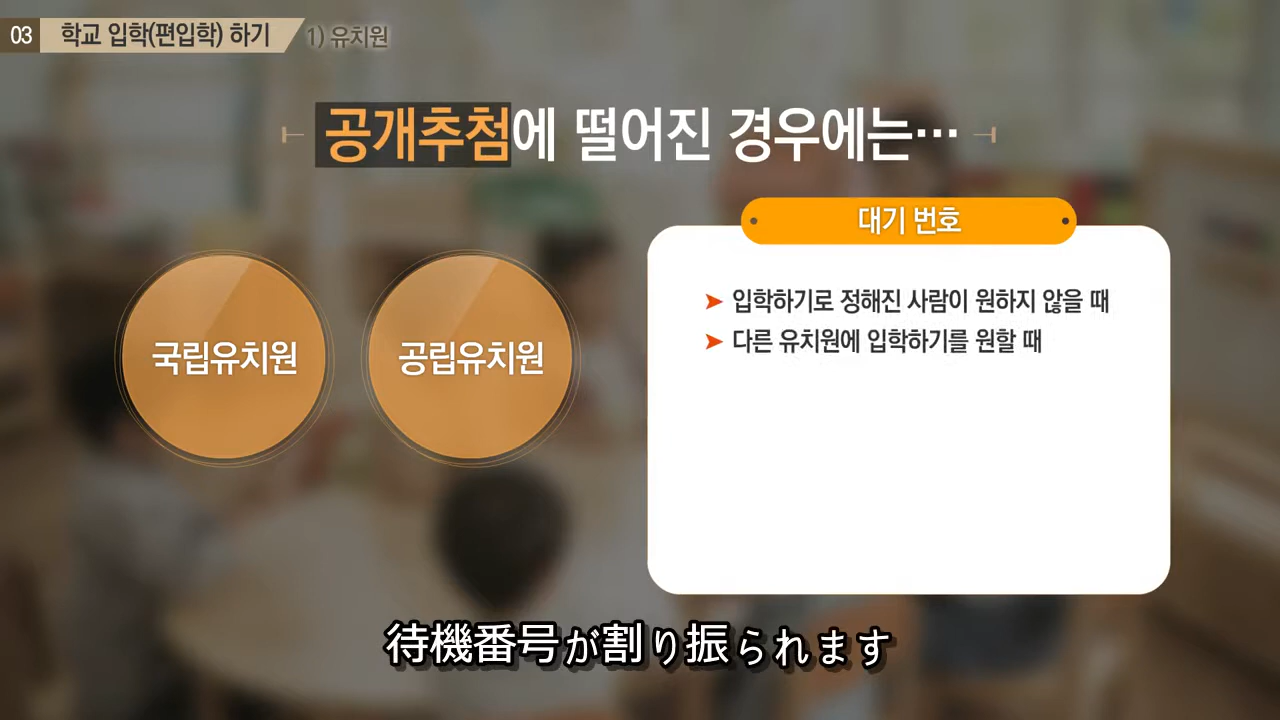 03 학교 입학(편입학) 하기 1) 유치원
공개추첨에 떨어진 경우에는…
대기 번호
국립유치원 공립유치원
➤ 입학하기로 정해진 사람이 원하지 않을 때
➤ 다른 유치원에 입학하기를 원할 때
待機番号が割り振られます